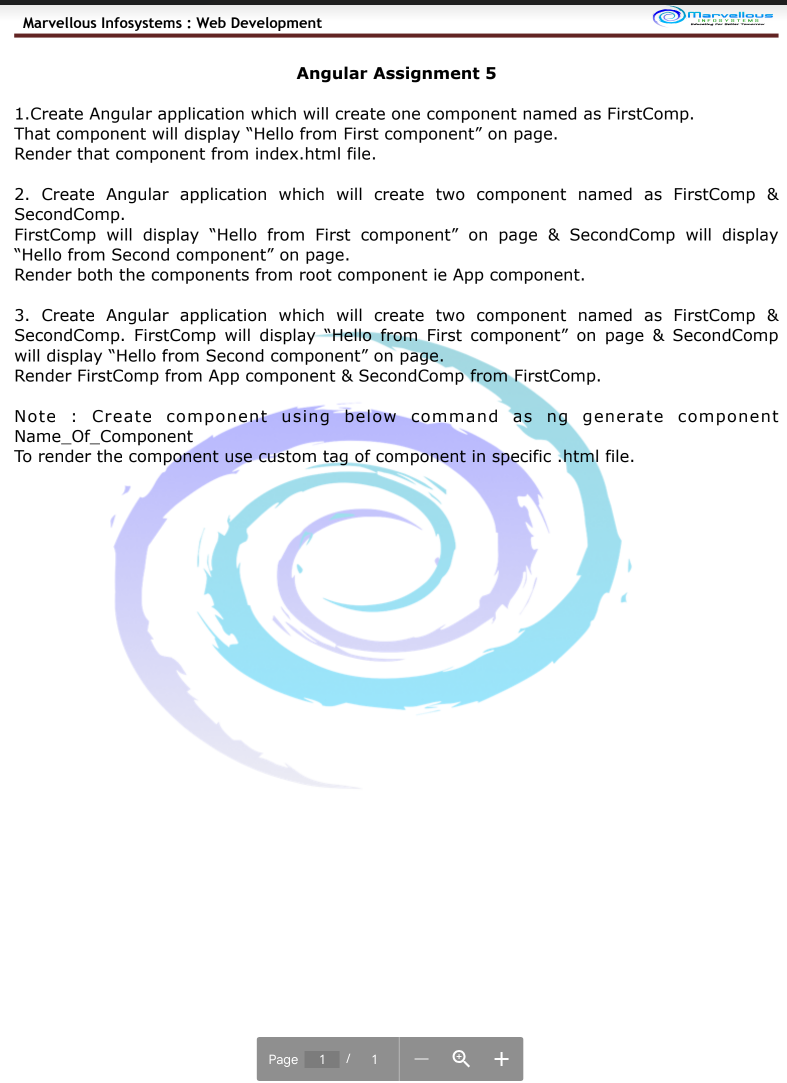 Marvellous Infosystems : Web Development
Marvellous
INFOSYSTEMS
Educating for Better Tomorrow
Angular Assignment 5
1.Create Angular application which will create one component named as FirstComp.
That component will display “Hello from First component” on page.
Render that component from index.html file.
2. Create Angular application which will create two component named as FirstComp &
SecondComp.
FirstComp will display “Hello from First component” on page & SecondComp will display
“Hello from Second component” on page.
Render both the components from root component ie App component.
3. Create Angular application which will create two component named as FirstComp &
SecondComp. FirstComp will display “Hello from First component” on page & SecondComp
will display “Hello from Second component” on page.
Render FirstComp from App component & SecondComp from FirstComp.
Note : Create component using below command as ng generate component
Name_Of_Component
To render the component use custom tag of component in specific .html file.
Page 1 / 1